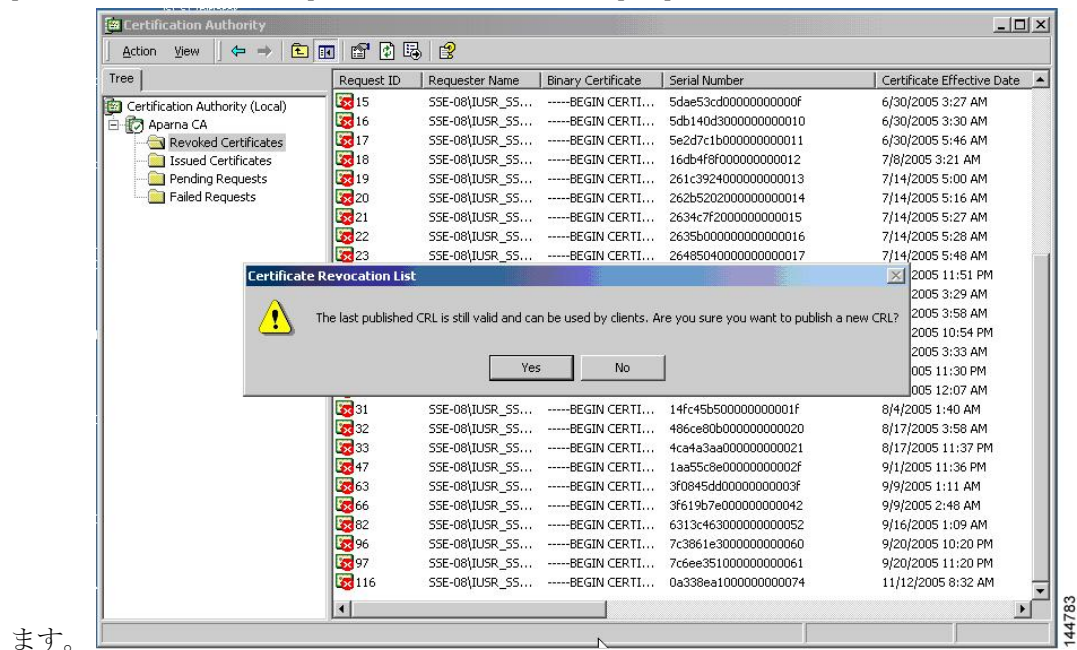 Certification Authority
Action View
Tree
Request ID Requester Name Binary Certificate Serial Number Certificate Effective Date
Certification Authority (Local)
Aparna CA
Revoked Certificates
Issued Certificates
Pending Requests
Failed Requests
15 SSE-08\IUSR_SS... -----BEGIN CERTI... 5dae53cd00000000000f 6/30/2005 3:27 AM
16 SSE-08\IUSR_SS... -----BEGIN CERTI... 5db140d3000000000010 6/30/2005 3:30 AM
17 SSE-08\IUSR_SS... -----BEGIN CERTI... 5e2d7c1b000000000011 6/30/2005 5:46 AM
18 SSE-08\IUSR_SS... -----BEGIN CERTI... 16db4f8f000000000012 7/8/2005 3:21 AM
19 SSE-08\IUSR_SS... -----BEGIN CERTI... 261c3924000000000013 7/14/2005 5:00 AM
20 SSE-08\IUSR_SS... -----BEGIN CERTI... 262b5202000000000014 7/14/2005 5:16 AM
21 SSE-08\IUSR_SS... -----BEGIN CERTI... 2634c7f2000000000015 7/14/2005 5:27 AM
22 SSE-08\IUSR_SS... -----BEGIN CERTI... 2635b000000000000016 7/14/2005 5:28 AM
23 SSE-08\IUSR_SS... -----BEGIN CERTI... 26485040000000000017 7/14/2005 5:48 AM
2005 11:51 PM
2005 3:29 AM
2005 3:58 AM
2005 10:54 PM
2005 3:33 AM
005 11:30 PM
005 12:07 AM
Certificate Revocation List
The last published CRL is still valid and can be used by clients. Are you sure you want to publish a new CRL?
Yes No
31 SSE-08\IUSR_SS... -----BEGIN CERTI... 14fc45b500000000001f 8/4/2005 1:40 AM
32 SSE-08\IUSR_SS... -----BEGIN CERTI... 486ce80b000000000020 8/17/2005 3:58 AM
33 SSE-08\IUSR_SS... -----BEGIN CERTI... 4ca4a3aa000000000021 8/17/2005 11:37 PM
47 SSE-08\IUSR_SS... -----BEGIN CERTI... 1aa55c8e00000000002f 9/1/2005 11:36 PM
63 SSE-08\IUSR_SS... -----BEGIN CERTI... 3f0845dd00000000003f 9/9/2005 1:11 AM
66 SSE-08\IUSR_SS... -----BEGIN CERTI... 3f619b7e000000000042 9/9/2005 2:48 AM
82 SSE-08\IUSR_SS... -----BEGIN CERTI... 6313c463000000000052 9/16/2005 1:09 AM
96 SSE-08\IUSR_SS... -----BEGIN CERTI... 7c3861e3000000000060 9/20/2005 10:20 PM
97 SSE-08\IUSR_SS... -----BEGIN CERTI... 7c6ee351000000000061 9/20/2005 11:20 PM
116 SSE-08\IUSR_SS... -----BEGIN CERTI... 0a338ea1000000000074 11/12/2005 8:32 AM
144783
ます。